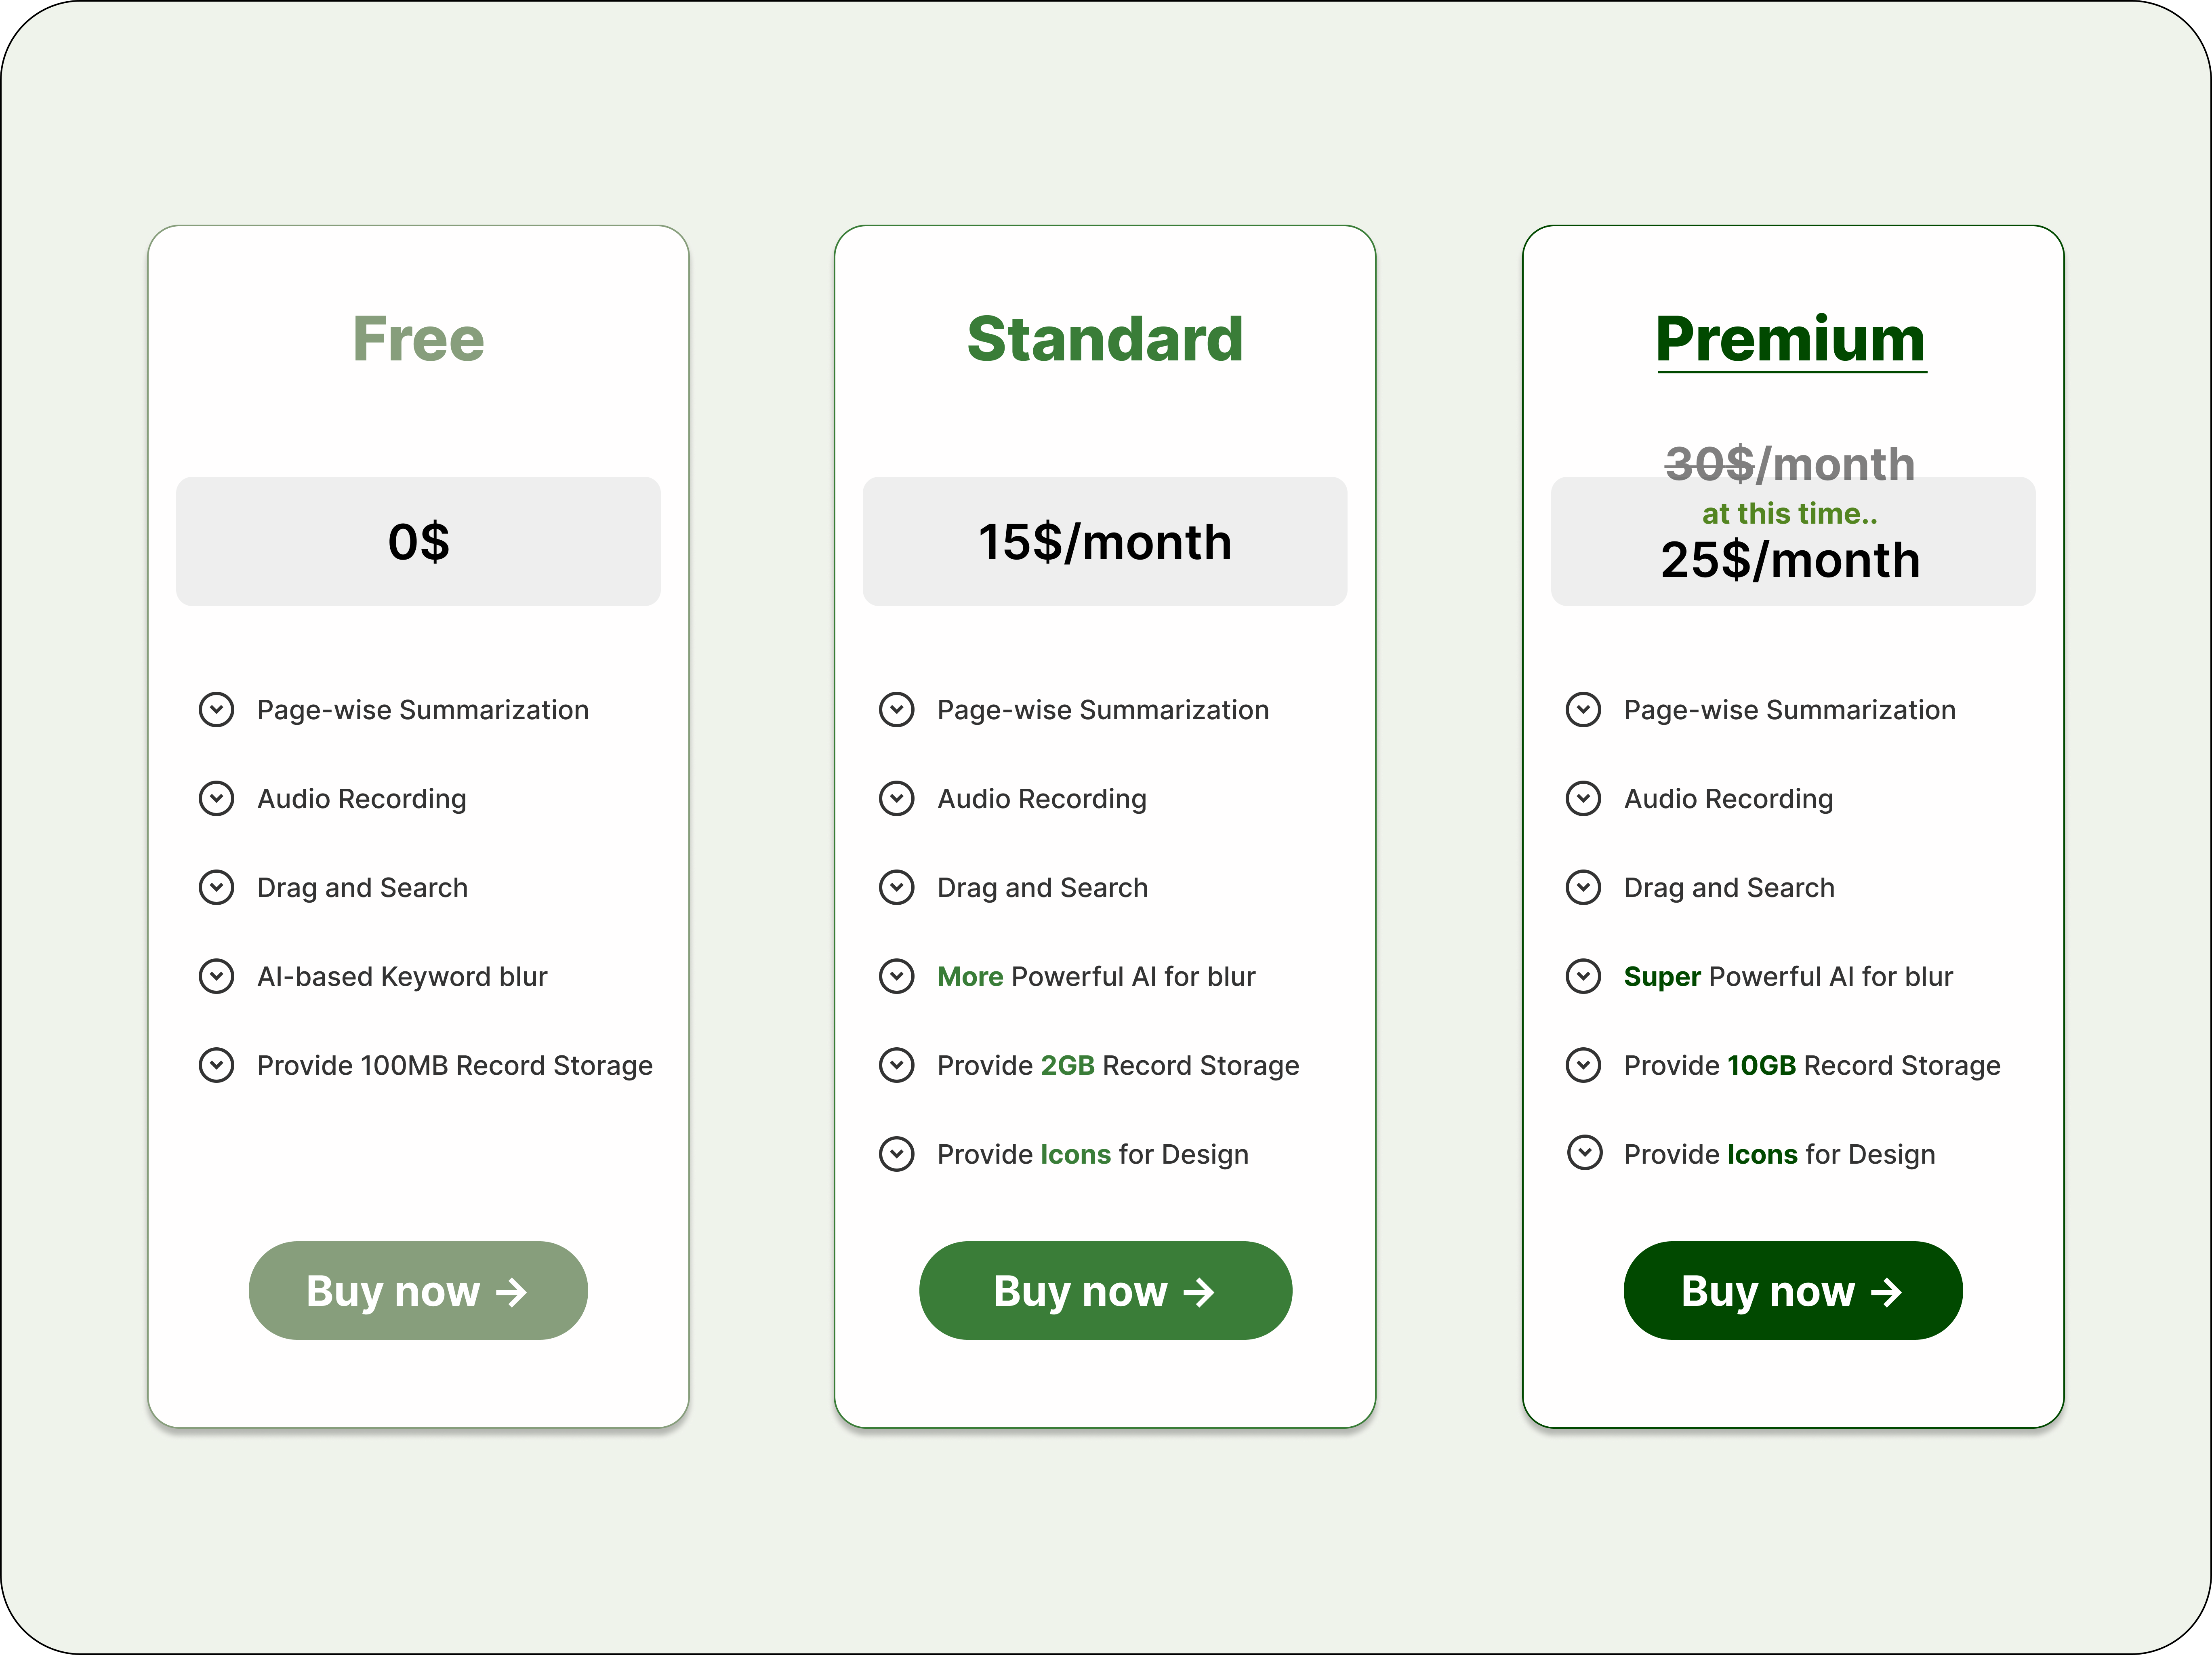 Free
0$
Page-wise Summarization
Audio Recording
Drag and Search
AI-based Keyword blur
Provide 100MB Record Storage
Buy now →
Standard
15$/month
Page-wise Summarization
Audio Recording
Drag and Search
More Powerful AI for blur
Provide 2GB Record Storage
Provide Icons for Design
Buy now →
Premium
30$/month
at this time..
25$/month
Page-wise Summarization
Audio Recording
Drag and Search
Super Powerful AI for blur
Provide 10GB Record Storage
Provide Icons for Design
Buy now →